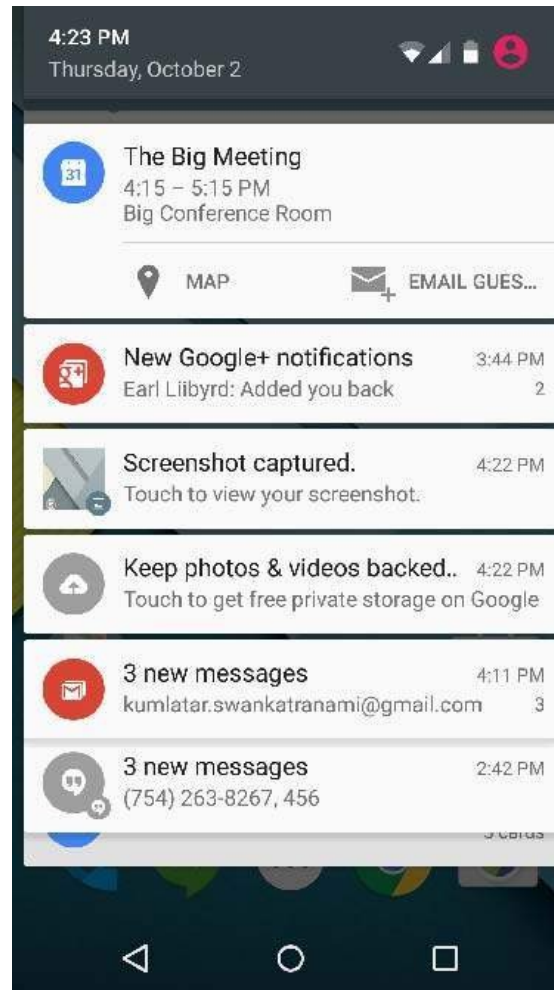 4:23 PM
Thursday, October 2
31
The Big Meeting
4:15 – 5:15 PM
Big Conference Room
MAP EMAIL GUES...
New Google+ notifications 3:44 PM
Earl Liibyrd: Added you back 2
Screenshot captured. 4:22 PM
Touch to view your screenshot.
Keep photos & videos backed.. 4:22 PM
Touch to get free private storage on Google
3 new messages 4:11 PM
kumlatar.swankatranami@gmail.com 3
3 new messages 2:42 PM
(754) 263-8267, 456
cards